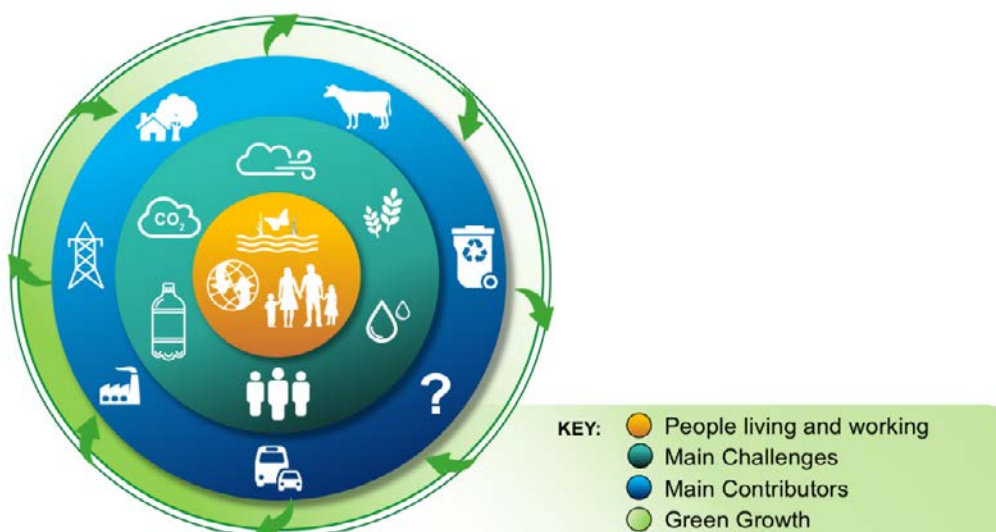 CO₂
?
KEY:
People living and working
Main Challenges
Main Contributors
Green Growth